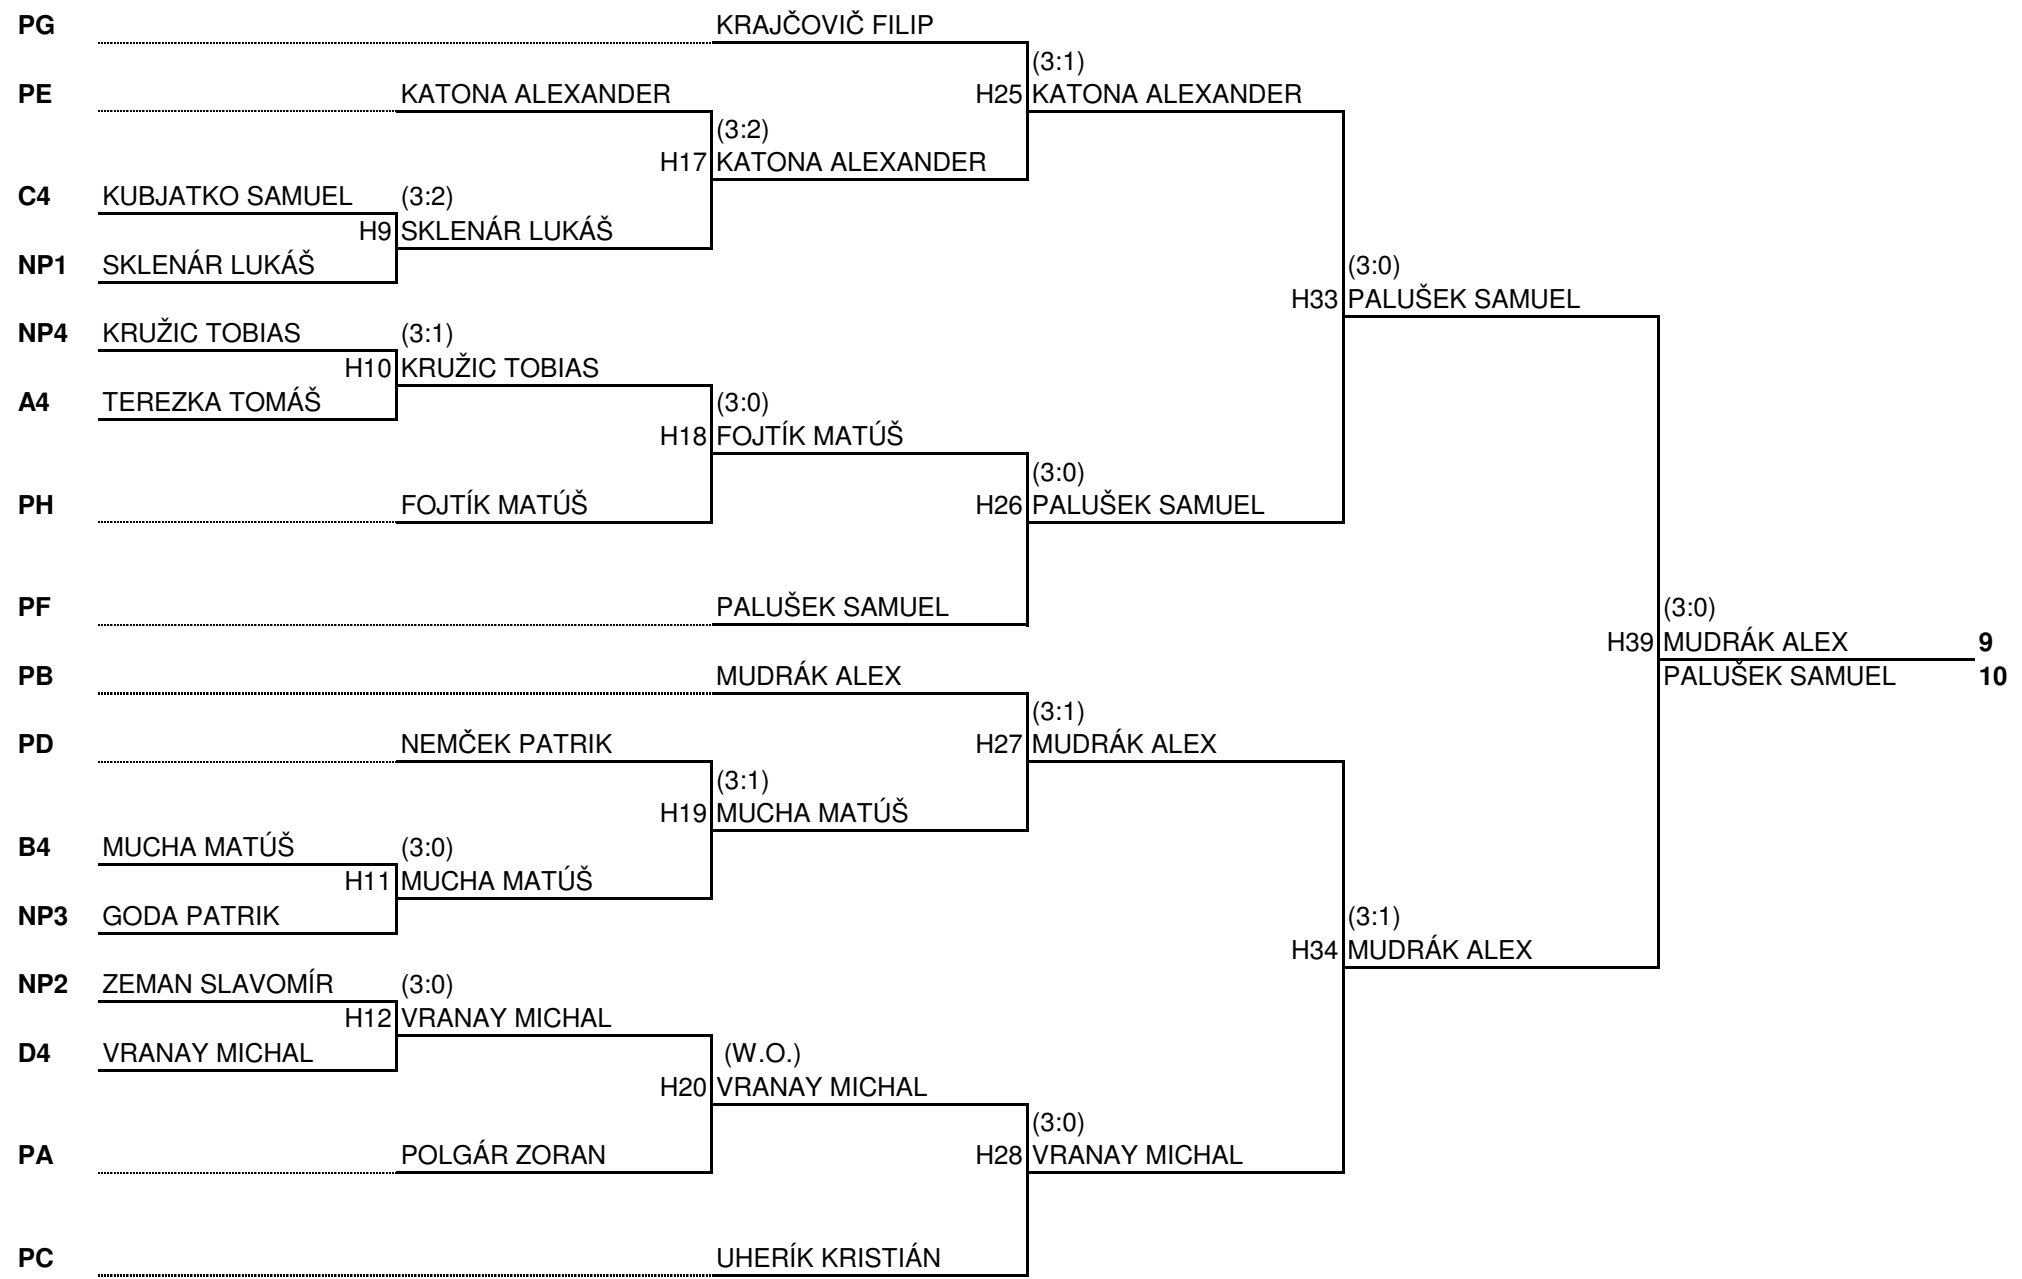 PG KRAJČOVIČ FILIP
(3:1)
PE KATONA ALEXANDER H25 KATONA ALEXANDER
(3:2)
H17 KATONA ALEXANDER
C4 KUBJATKO SAMUEL (3:2)
H9 SKLENÁR LUKÁŠ
NP1 SKLENÁR LUKÁŠ (3:0)
H33 PALUŠEK SAMUEL
NP4 KRUŽIC TOBIAS (3:1)
H10 KRUŽIC TOBIAS
A4 TEREZKA TOMÁŠ (3:0)
H18 FOJTÍK MATÚŠ
(3:0)
PH FOJTÍK MATÚŠ H26 PALUŠEK SAMUEL
PF PALUŠEK SAMUEL (3:0)
H39 MUDRÁK ALEX 9
PB MUDRÁK ALEX PALUŠEK SAMUEL 10
(3:1)
PD NEMČEK PATRIK H27 MUDRÁK ALEX
(3:1)
H19 MUCHA MATÚŠ
B4 MUCHA MATÚŠ (3:0)
H11 MUCHA MATÚŠ
NP3 GODA PATRIK (3:1)
H34 MUDRÁK ALEX
NP2 ZEMAN SLAVOMÍR (3:0)
H12 VRANAY MICHAL
D4 VRANAY MICHAL (W.O.)
H20 VRANAY MICHAL
(3:0)
PA POLGÁR ZORAN H28 VRANAY MICHAL
PC UHERÍK KRISTIÁN